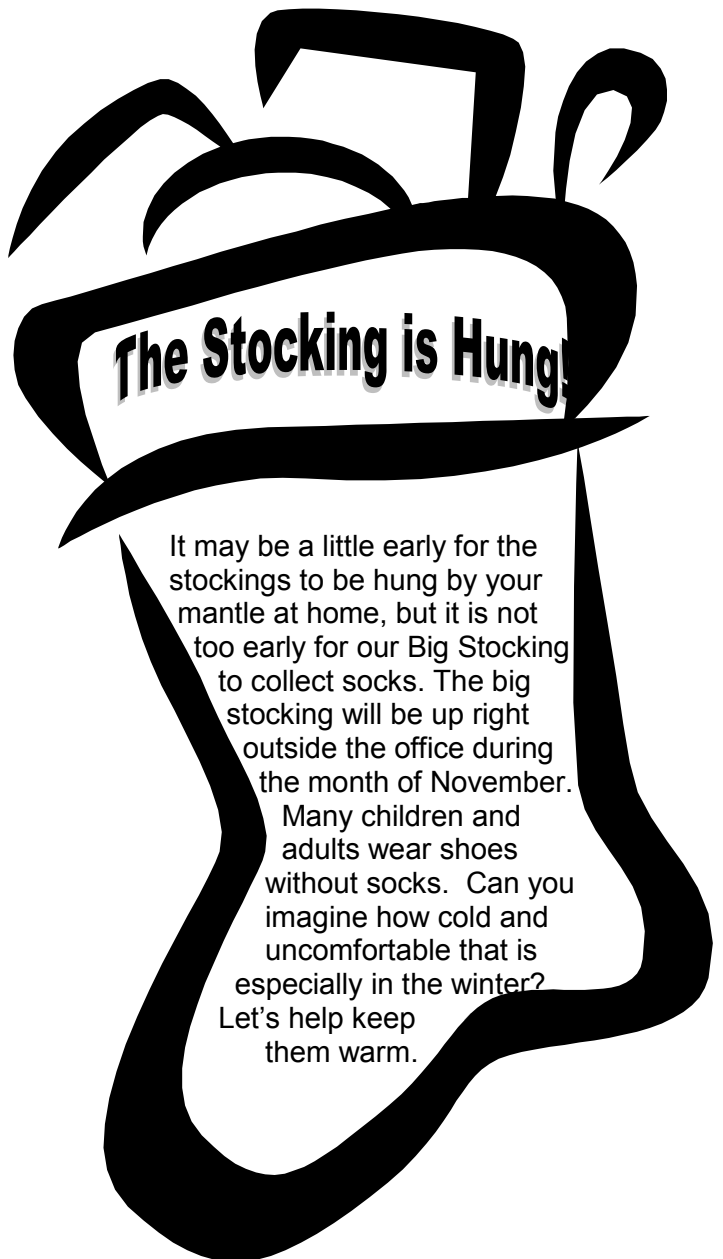 The Stocking is Hung!
It may be a little early for the
stockings to be hung by your
mantle at home, but it is not
too early for our Big Stocking
to collect socks. The big
stocking will be up right
outside the office during
the month of November.
Many children and
adults wear shoes
without socks.  Can you
imagine how cold and
uncomfortable that is
especially in the winter?
Let’s help keep
them warm.